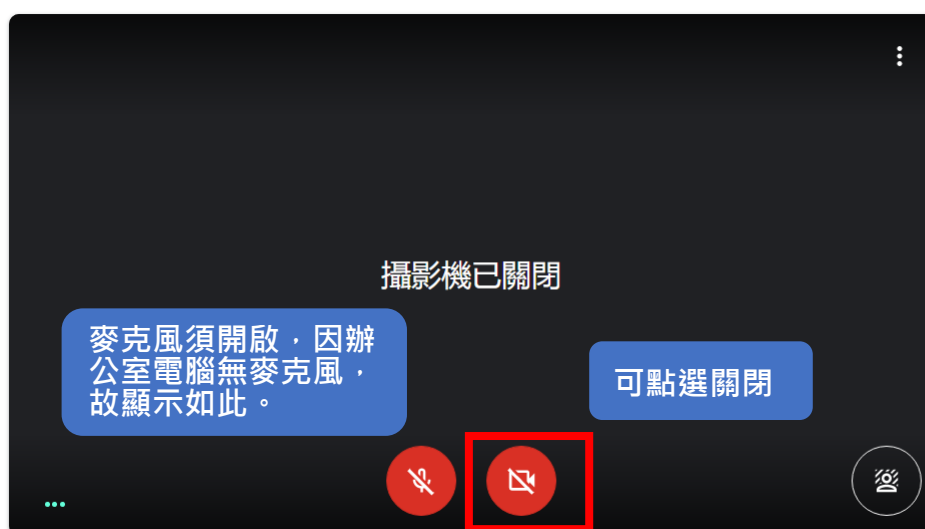 攝影機已關閉
麥克風須開啟，因辦
公室電腦無麥克風，
故顯示如此。
可點選關閉